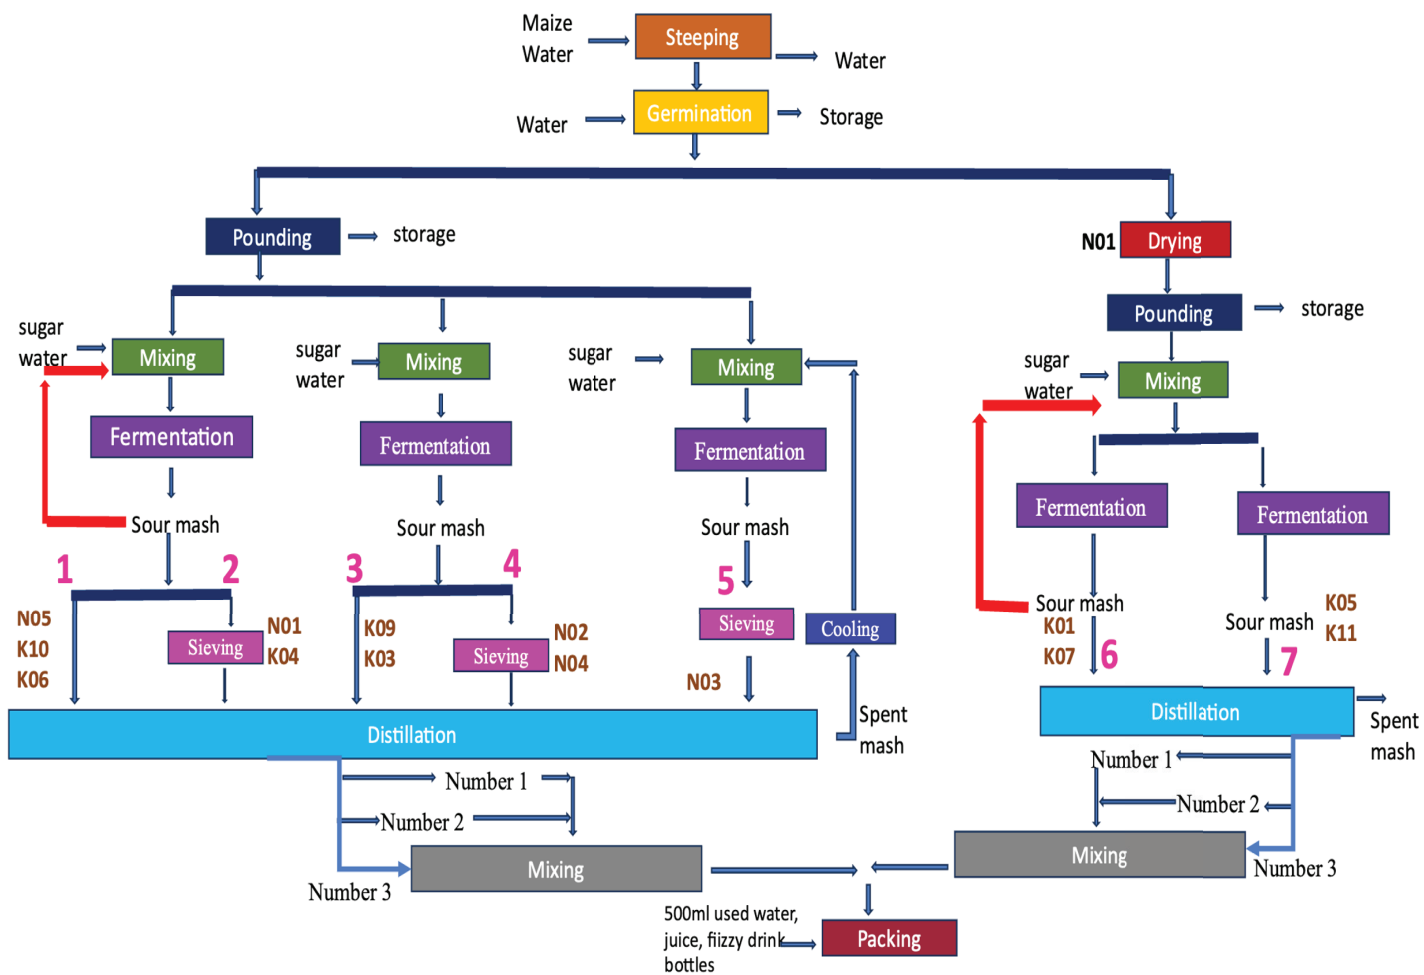 Maize
Water
Steeping
Water
Water
Germination
Storage
Pounding
storage
N01
Drying
Pounding
storage
sugar
water
Mixing
sugar
water
Mixing
sugar
water
Mixing
sugar
water
Mixing
Fermentation
Fermentation
Fermentation
Fermentation
Fermentation
Sour mash
Sour mash
Sour mash
Sour mash
K01
K07
6
Sour mash
K05
K11
7
1
2
3
4
5
N05
K10
K06
Sieving
N01
K04
K09
K03
Sieving
N02
N04
Sieving
N03
Cooling
Distillation
Spent
mash
Distillation
Spent
mash
Number 1
Number 2
Number 3
Mixing
Number 1
Number 2
Number 3
Mixing
500ml used water,
juice, fiizzy drink
bottles
Packing